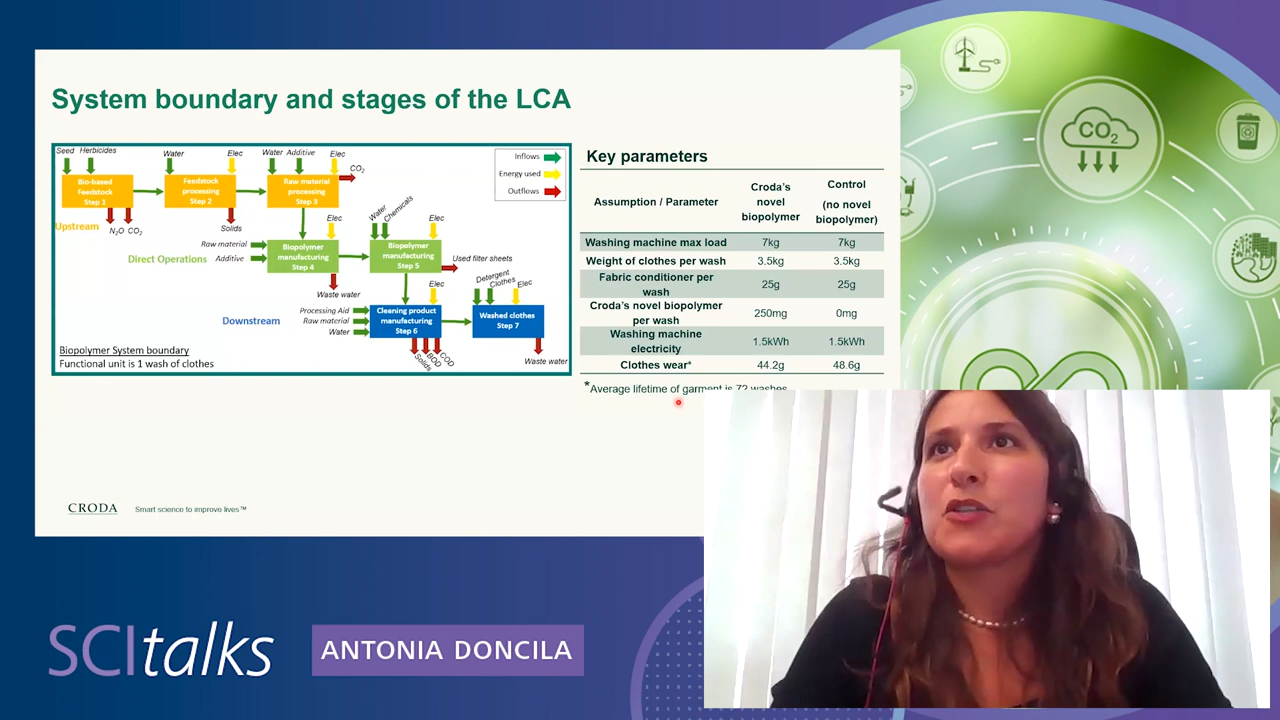 System boundary and stages of the LCA
Seed
Herbicides
Water
Elec
Water
Additive
Elec
CO₂
Bio-based
Feedstock
Step 1
Feedstock
processing
Step 2
Raw material
processing
Step 3
Inflows
Energy used
Outflows
Upstream
N₂O
CO₂
Solids
Elec
Water
Chemicals
Elec
Raw material
Additive
Direct Operations
Biopolymer
manufacturing
Step 4
Biopolymer
manufacturing
Step 5
Used filter sheets
Waste water
Elec
Detergent
Clothes
Elec
Downstream
Processing Aid
Raw material
Water
Cleaning product
manufacturing
Step 6
Washed clothes
Step 7
Solids
BOD
COD
Waste water
Biopolymer System boundary
Functional unit is 1 wash of clothes
Key parameters
Assumption / Parameter
Croda's
novel
biopolymer
Control
(no novel
biopolymer)
Washing machine max load 7kg 7kg
Weight of clothes per wash 3.5kg 3.5kg
Fabric conditioner per
wash
25g 25g
Croda's novel biopolymer
per wash
250mg 0mg
Washing machine
electricity
1.5kWh 1.5kWh
Clothes wear* 44.2g 48.6g
*Average lifetime of garment is 72 washes
CRODA
Smart science to improve lives™
CO₂
SCItalks
ANTONIA DONCILA